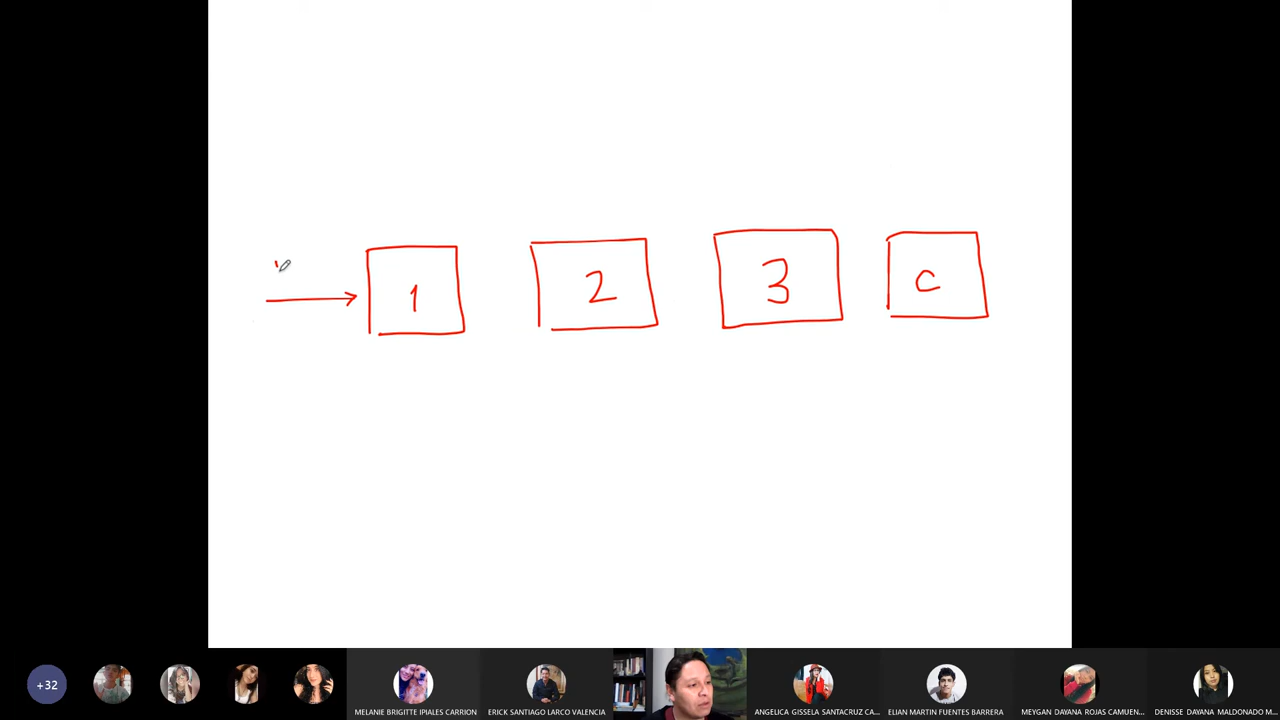 1 2 3 C
+32
MELANIE BRIGITTE IPIALES CARRION
ERICK SANTIAGO LARCO VALENCIA
ANGELICA GISSELA SANTACRUZ CA...
ELIAN MARTIN FUENTES BARRERA
MEYGAN DAYANA ROJAS CAMUEN...
DENISSE DAYANA MALDONADO M...